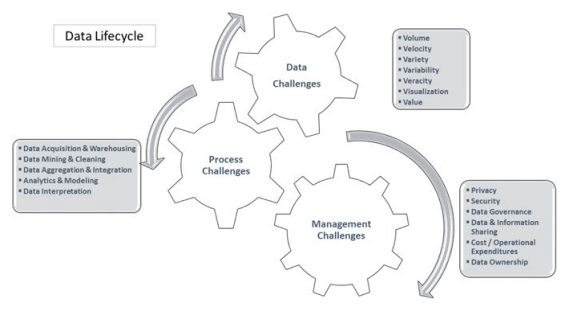 Data Lifecycle
Data
Challenges
▪ Volume
▪ Velocity
▪ Variety
▪ Variability
▪ Veracity
▪ Visualization
▪ Value
Process
Challenges
▪ Data Acquisition & Warehousing
▪ Data Mining & Cleaning
▪ Data Aggregation & Integration
▪ Analytics & Modeling
▪ Data Interpretation
Management
Challenges
▪ Privacy
▪ Security
▪ Data Governance
▪ Data & Information
Sharing
▪ Cost / Operational
Expenditures
▪ Data Ownership